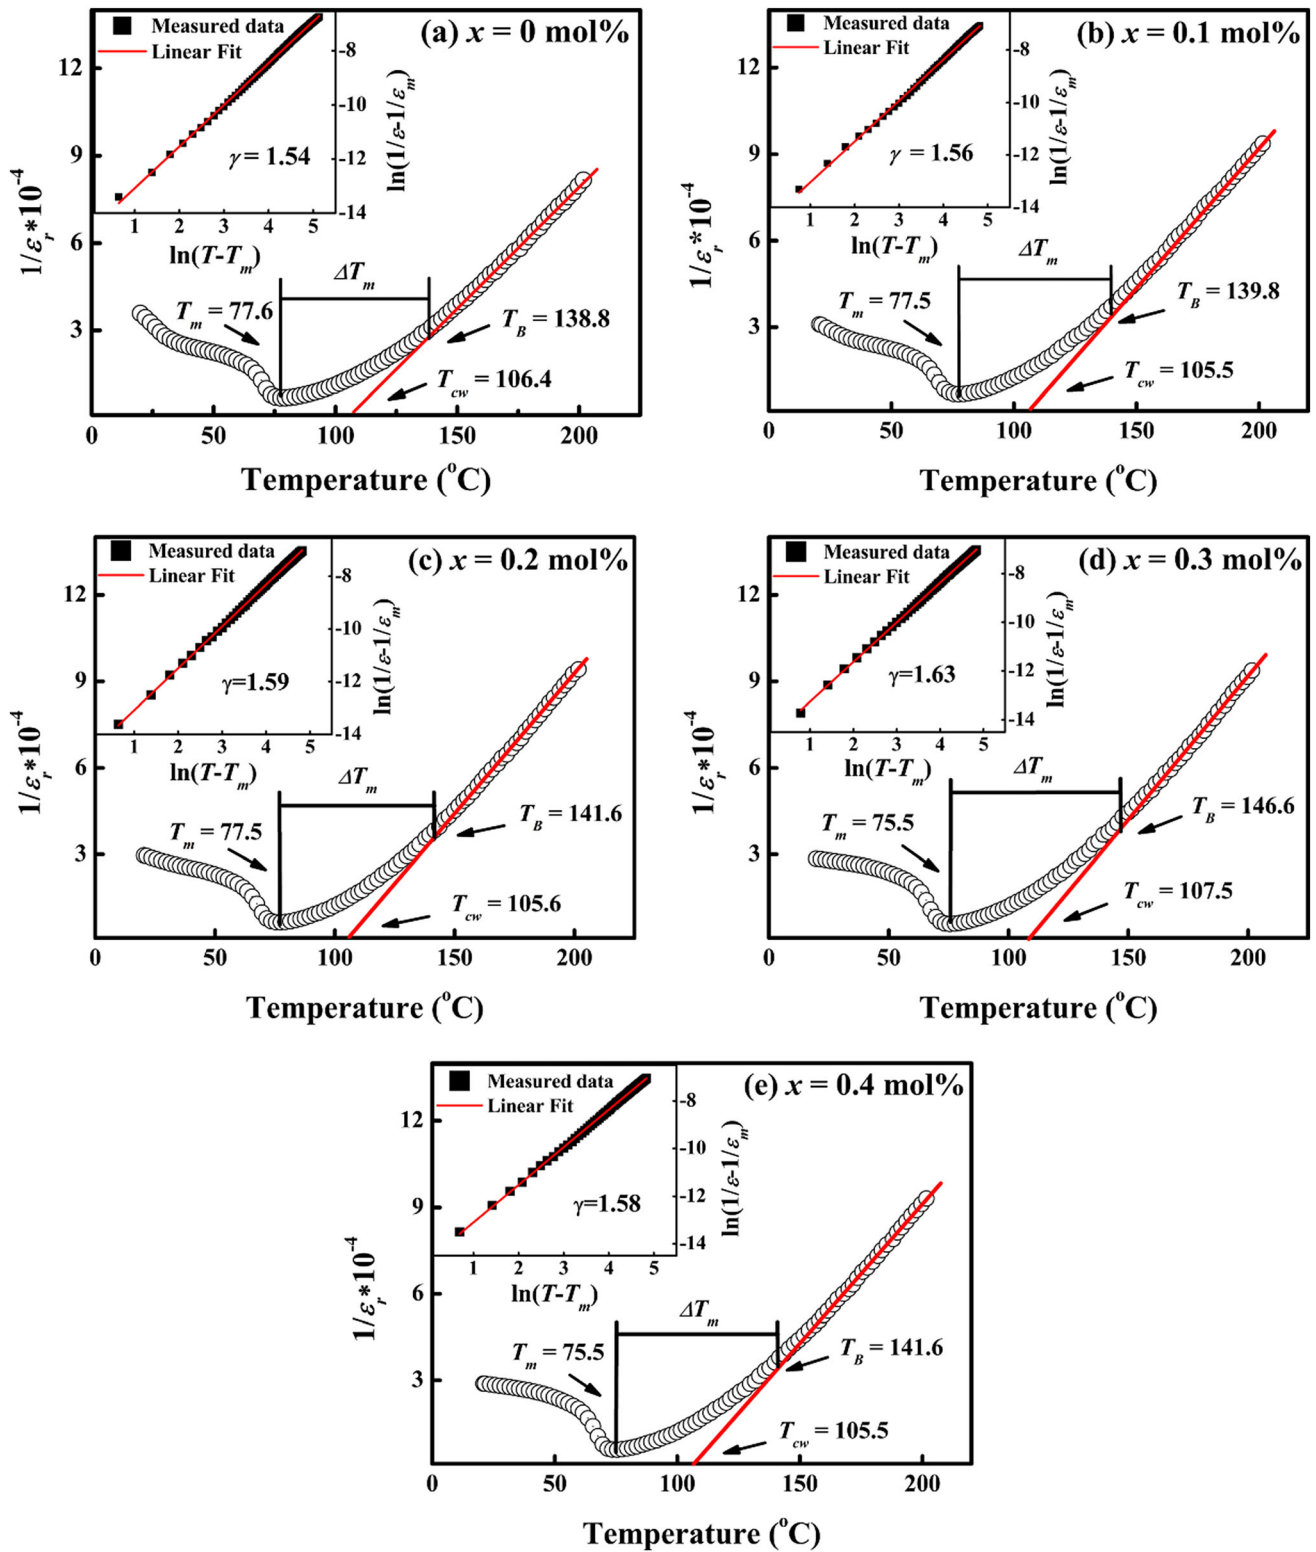 (a) x = 0 mol%
Measured data
Linear Fit
γ = 1.54
-8
-10
-12
-14
ln(1/ε-1/εm)
1 2 3 4 5
ln(T-Tm)
12
9
6
3
1/εr*10-4
ΔTm
Tm = 77.6
TB = 138.8
Tcw = 106.4
0 50 100 150 200
Temperature (oC)
(b) x = 0.1 mol%
Measured data
Linear Fit
γ = 1.56
-8
-10
-12
-14
ln(1/ε-1/εm)
1 2 3 4 5
ln(T-Tm)
12
9
6
3
1/εr*10-4
ΔTm
Tm = 77.5
TB = 139.8
Tcw = 105.5
0 50 100 150 200
Temperature (oC)
(c) x = 0.2 mol%
Measured data
Linear Fit
γ=1.59
-8
-10
-12
-14
ln(1/ε-1/εm)
1 2 3 4 5
ln(T-Tm)
12
9
6
3
1/εr*10-4
ΔTm
Tm = 77.5
TB = 141.6
Tcw = 105.6
0 50 100 150 200
Temperature (oC)
(d) x = 0.3 mol%
Measured data
Linear Fit
γ=1.63
-8
-10
-12
-14
ln(1/ε-1/εm)
1 2 3 4 5
ln(T-Tm)
12
9
6
3
1/εr*10-4
ΔTm
Tm = 75.5
TB = 146.6
Tcw = 107.5
0 50 100 150 200
Temperature (oC)
(e) x = 0.4 mol%
Measured data
Linear Fit
γ=1.58
-8
-10
-12
-14
ln(1/ε-1/εm)
1 2 3 4 5
ln(T-Tm)
12
9
6
3
1/εr*10-4
ΔTm
Tm = 75.5
TB = 141.6
Tcw = 105.5
0 50 100 150 200
Temperature (oC)